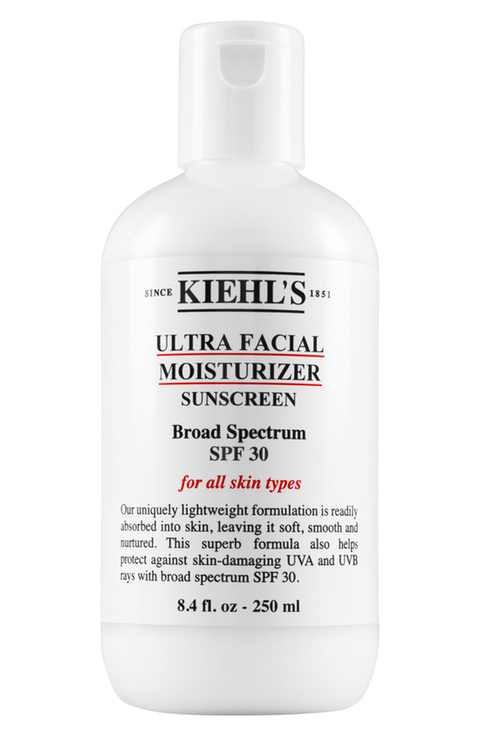 SINCE KIEHL'S 1851
ULTRA FACIAL
MOISTURIZER
SUNSCREEN
Broad Spectrum
SPF 30
for all skin types
Our uniquely lightweight formulation is readily
absorbed into skin, leaving it soft, smooth and
nurtured. This superb formula also helps
protect against skin-damaging UVA and UVB
rays with broad spectrum SPF 30.
8.4 fl. oz - 250 ml